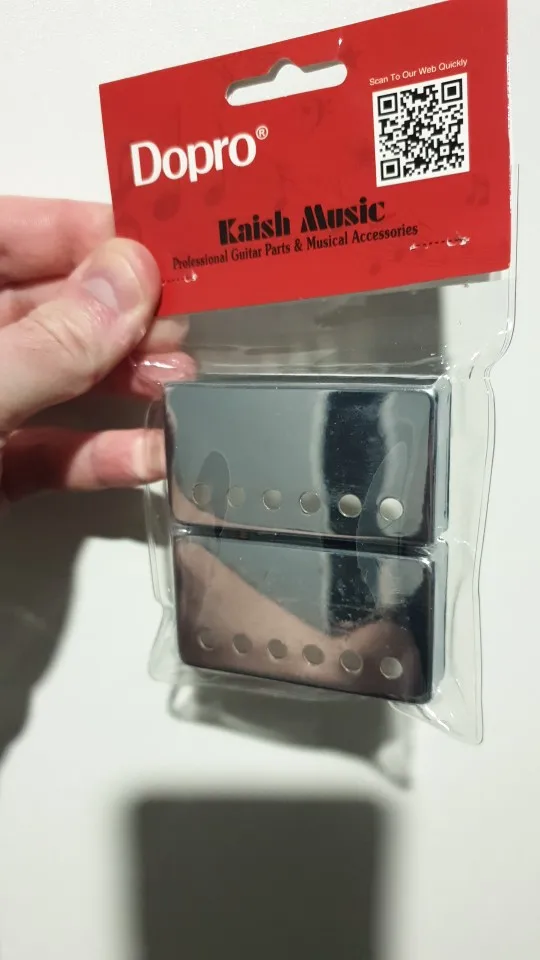 Scan To Our Web Quickly
Dopro®
Kaish Music
Professional Guitar Parts & Musical Accessories